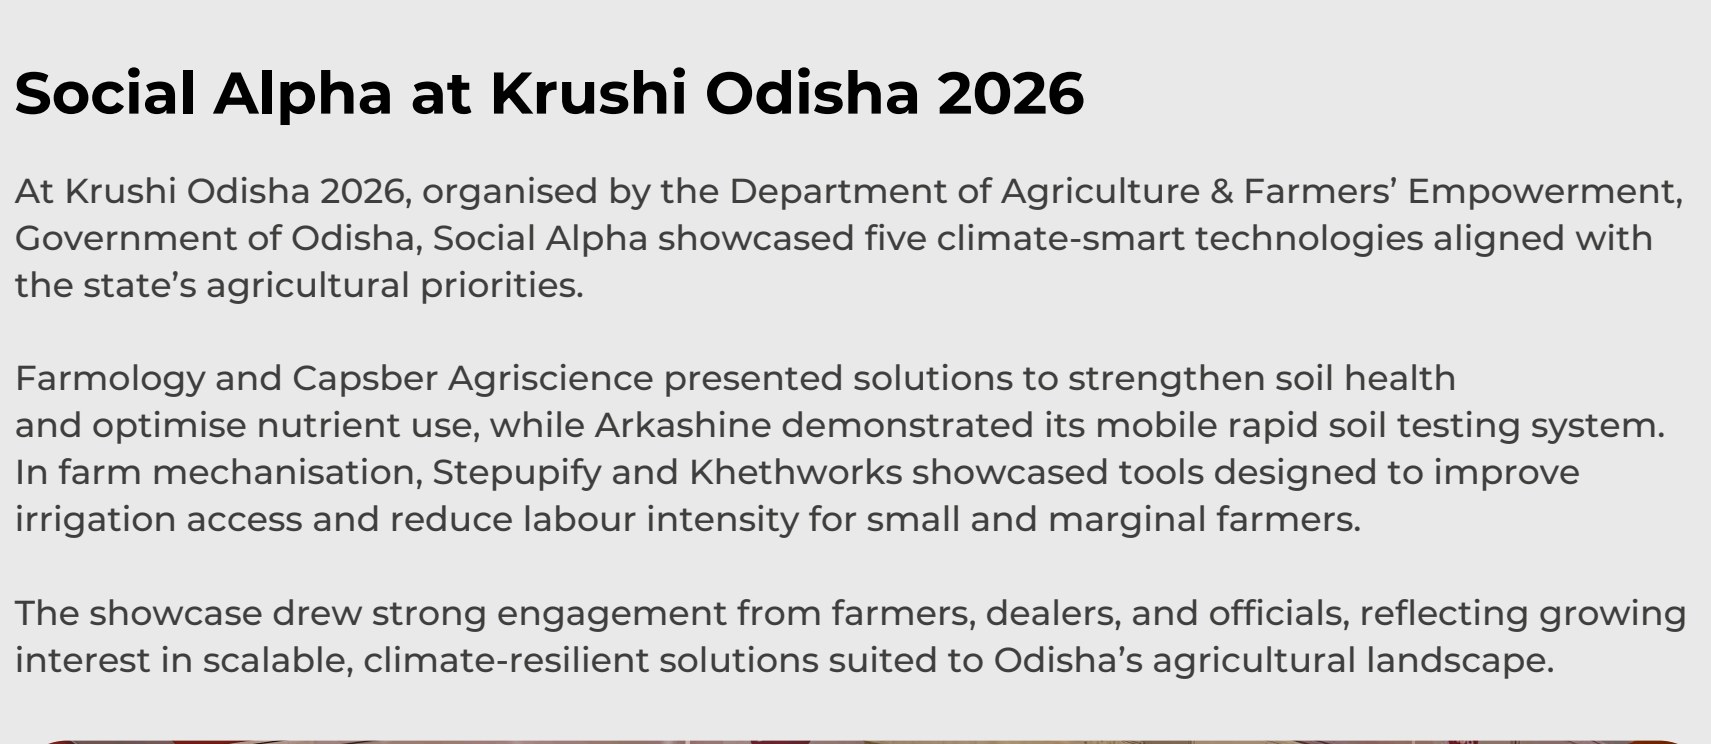 Social Alpha at Krushi Odisha 2026
At Krushi Odisha 2026, organised by the Department of Agriculture & Farmers’ Empowerment,
Government of Odisha, Social Alpha showcased five climate-smart technologies aligned with
the state’s agricultural priorities.
Farmology and Capsber Agriscience presented solutions to strengthen soil health
and optimise nutrient use, while Arkashine demonstrated its mobile rapid soil testing system.
In farm mechanisation, Stepupify and Khethworks showcased tools designed to improve
irrigation access and reduce labour intensity for small and marginal farmers.
The showcase drew strong engagement from farmers, dealers, and officials, reflecting growing
interest in scalable, climate-resilient solutions suited to Odisha’s agricultural landscape.